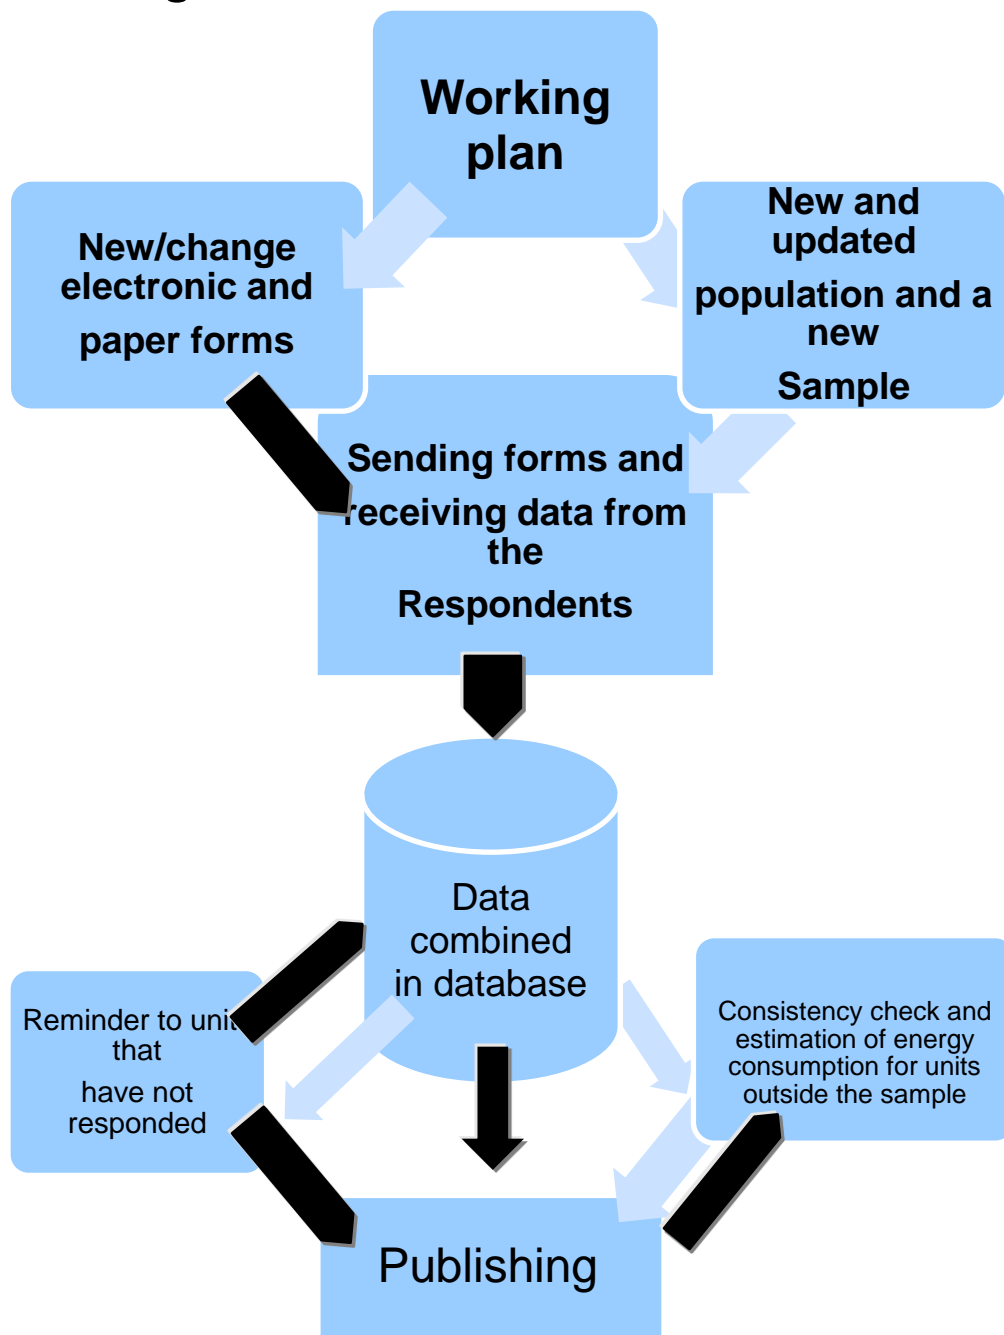 Working
plan
New/change
electronic and
paper forms
New and
updated
population and a
new
Sample
Sending forms and
receiving data from
the
Respondents
Data
combined
in database
Reminder to unit
that
have not
responded
Consistency check and
estimation of energy
consumption for units
outside the sample
Publishing